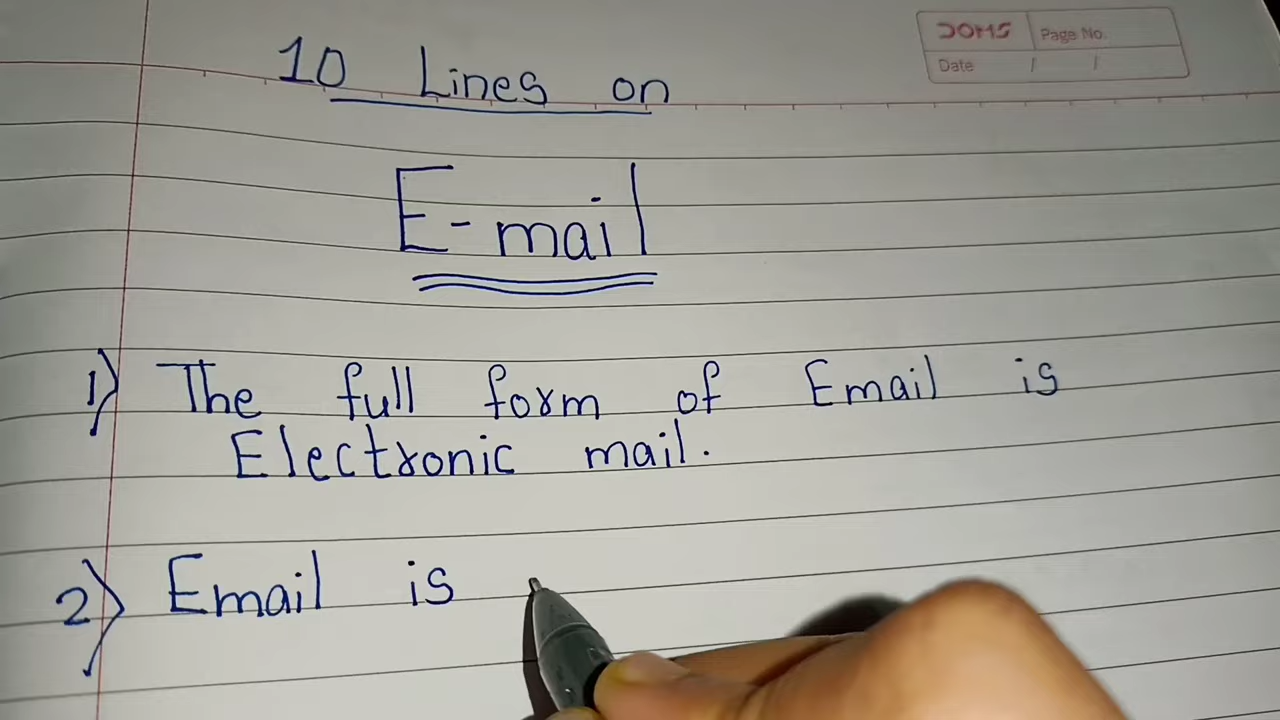 10 Lines on
DOMS Page No.
Date / /
E-mail
1) The full form of Email is
Electronic mail.
2) Email is